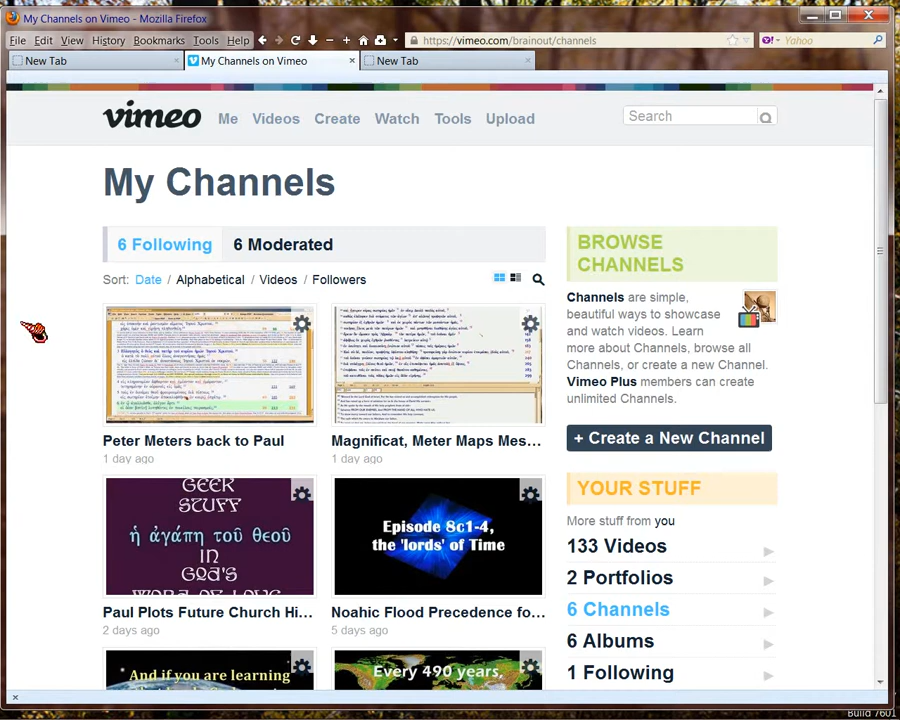 My Channels on Vimeo - Mozilla Firefox
File Edit View History Bookmarks Tools Help
https://vimeo.com/brainout/channels
Yahoo
New Tab
My Channels on Vimeo
New Tab
vimeo
Me Videos Create Watch Tools Upload
Search
My Channels
6 Following
6 Moderated
Sort: Date / Alphabetical / Videos / Followers
Peter Meters back to Paul
1 day ago
Magnificat, Meter Maps Mes...
1 day ago
GEEK
STUFF
ἡ ἀγάπη τοῦ θεοῦ
IN
GOD'S
WORD OF LOVE
Episode 8c1-4,
the 'lords' of Time
Paul Plots Future Church Hi...
2 days ago
Noahic Flood Precedence fo...
5 days ago
And if you are learning
Every 490 years,
BROWSE
CHANNELS
Channels are simple,
beautiful ways to showcase
and watch videos. Learn
more about Channels, browse all
Channels, or create a new Channel.
Vimeo Plus members can create
unlimited Channels.
+ Create a New Channel
YOUR STUFF
More stuff from you
133 Videos
2 Portfolios
6 Channels
6 Albums
1 Following
Build 7601